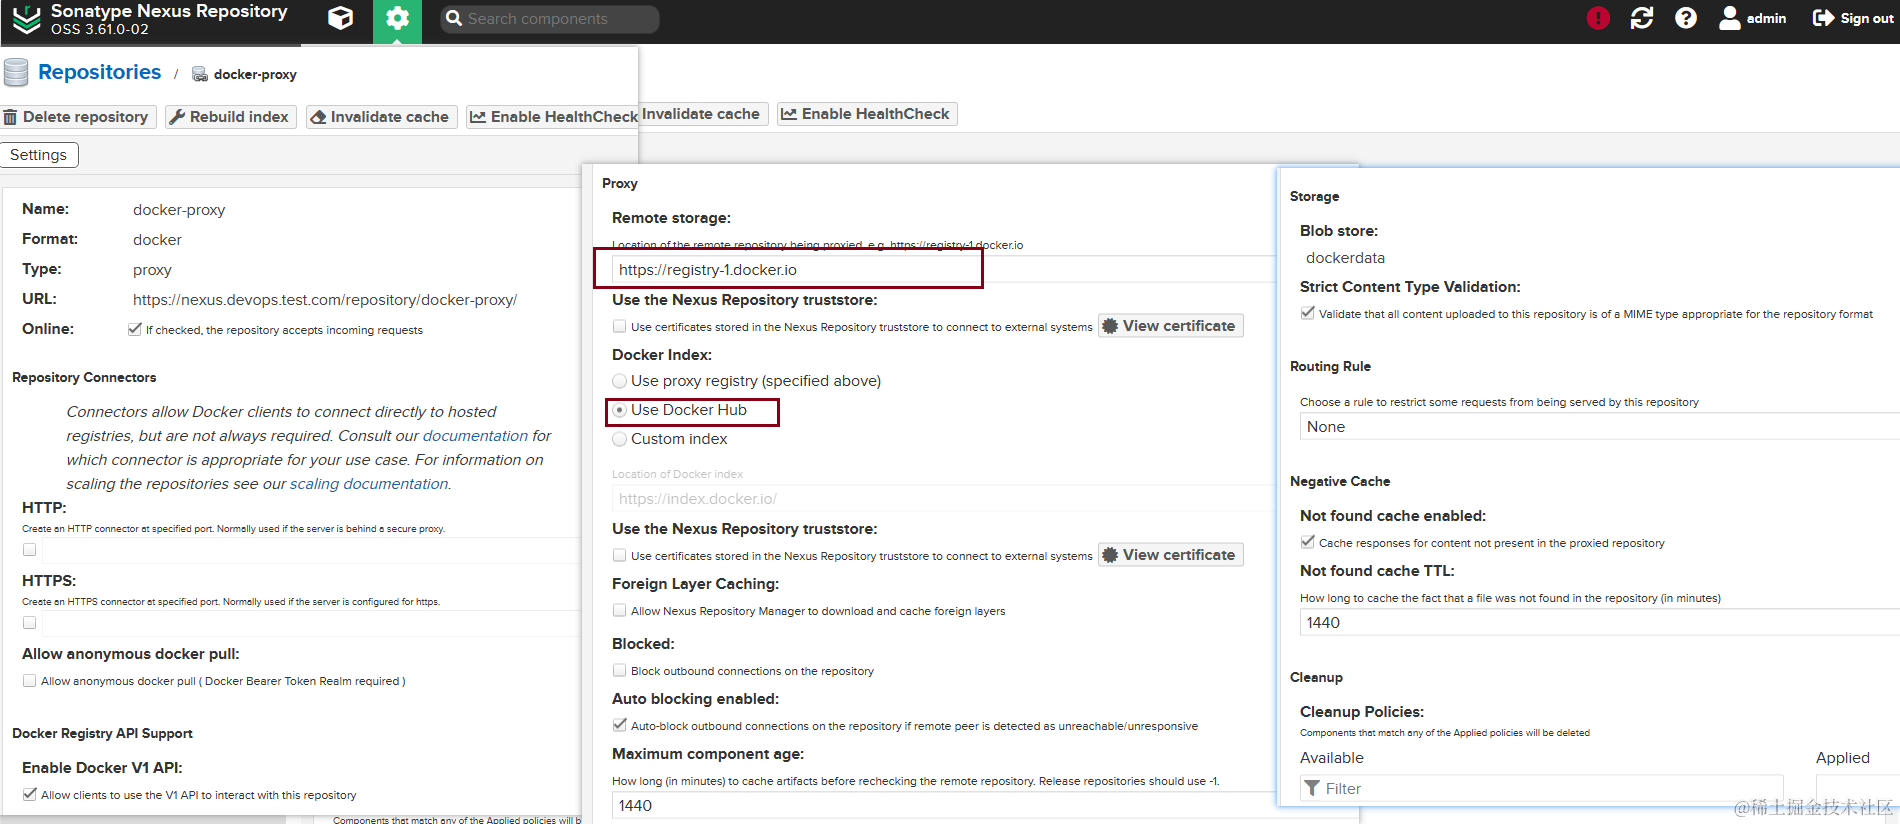 Sonatype Nexus Repository
OSS 3.61.0-02
Search components
admin
Sign out
Repositories / docker-proxy
Delete repository
Rebuild index
Invalidate cache
Enable HealthCheck
Invalidate cache
Enable HealthCheck
Settings
Name: docker-proxy
Format: docker
Type: proxy
URL: https://nexus.devops.test.com/repository/docker-proxy/
Online: If checked, the repository accepts incoming requests
Repository Connectors
Connectors allow Docker clients to connect directly to hosted
registries, but are not always required. Consult our documentation for
which connector is appropriate for your use case. For information on
scaling the repositories see our scaling documentation.
HTTP:
Create an HTTP connector at specified port. Normally used if the server is behind a secure proxy.
HTTPS:
Create an HTTPS connector at specified port. Normally used if the server is configured for https.
Allow anonymous docker pull:
Allow anonymous docker pull ( Docker Bearer Token Realm required )
Docker Registry API Support
Enable Docker V1 API:
Allow clients to use the V1 API to interact with this repository
Components that match any of the Applied policies will be
Proxy
Remote storage:
Location of the remote repository being proxied, e.g. https://registry-1.docker.io
https://registry-1.docker.io
Use the Nexus Repository truststore:
Use certificates stored in the Nexus Repository truststore to connect to external systems
View certificate
Docker Index:
Use proxy registry (specified above)
Use Docker Hub
Custom index
Location of Docker index
https://index.docker.io/
Use the Nexus Repository truststore:
Use certificates stored in the Nexus Repository truststore to connect to external systems
View certificate
Foreign Layer Caching:
Allow Nexus Repository Manager to download and cache foreign layers
Blocked:
Block outbound connections on the repository
Auto blocking enabled:
Auto-block outbound connections on the repository if remote peer is detected as unreachable/unresponsive
Maximum component age:
How long (in minutes) to cache artifacts before rechecking the remote repository. Release repositories should use -1.
1440
Storage
Blob store:
dockerdata
Strict Content Type Validation:
Validate that all content uploaded to this repository is of a MIME type appropriate for the repository format
Routing Rule
Choose a rule to restrict some requests from being served by this repository
None
Negative Cache
Not found cache enabled:
Cache responses for content not present in the proxied repository
Not found cache TTL:
How long to cache the fact that a file was not found in the repository (in minutes)
1440
Cleanup
Cleanup Policies:
Components that match any of the Applied policies will be deleted
Available
Applied
Filter
@稀土掘金技术社区